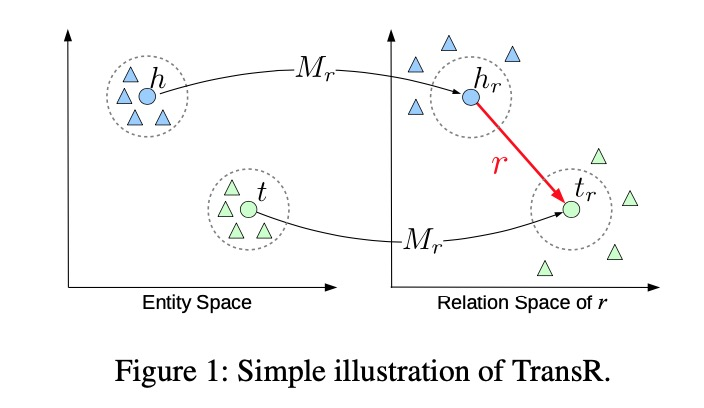 h
M_r
h_r
r
t
t_r
M_r
Entity Space
Relation Space of r
Figure 1: Simple illustration of TransR.